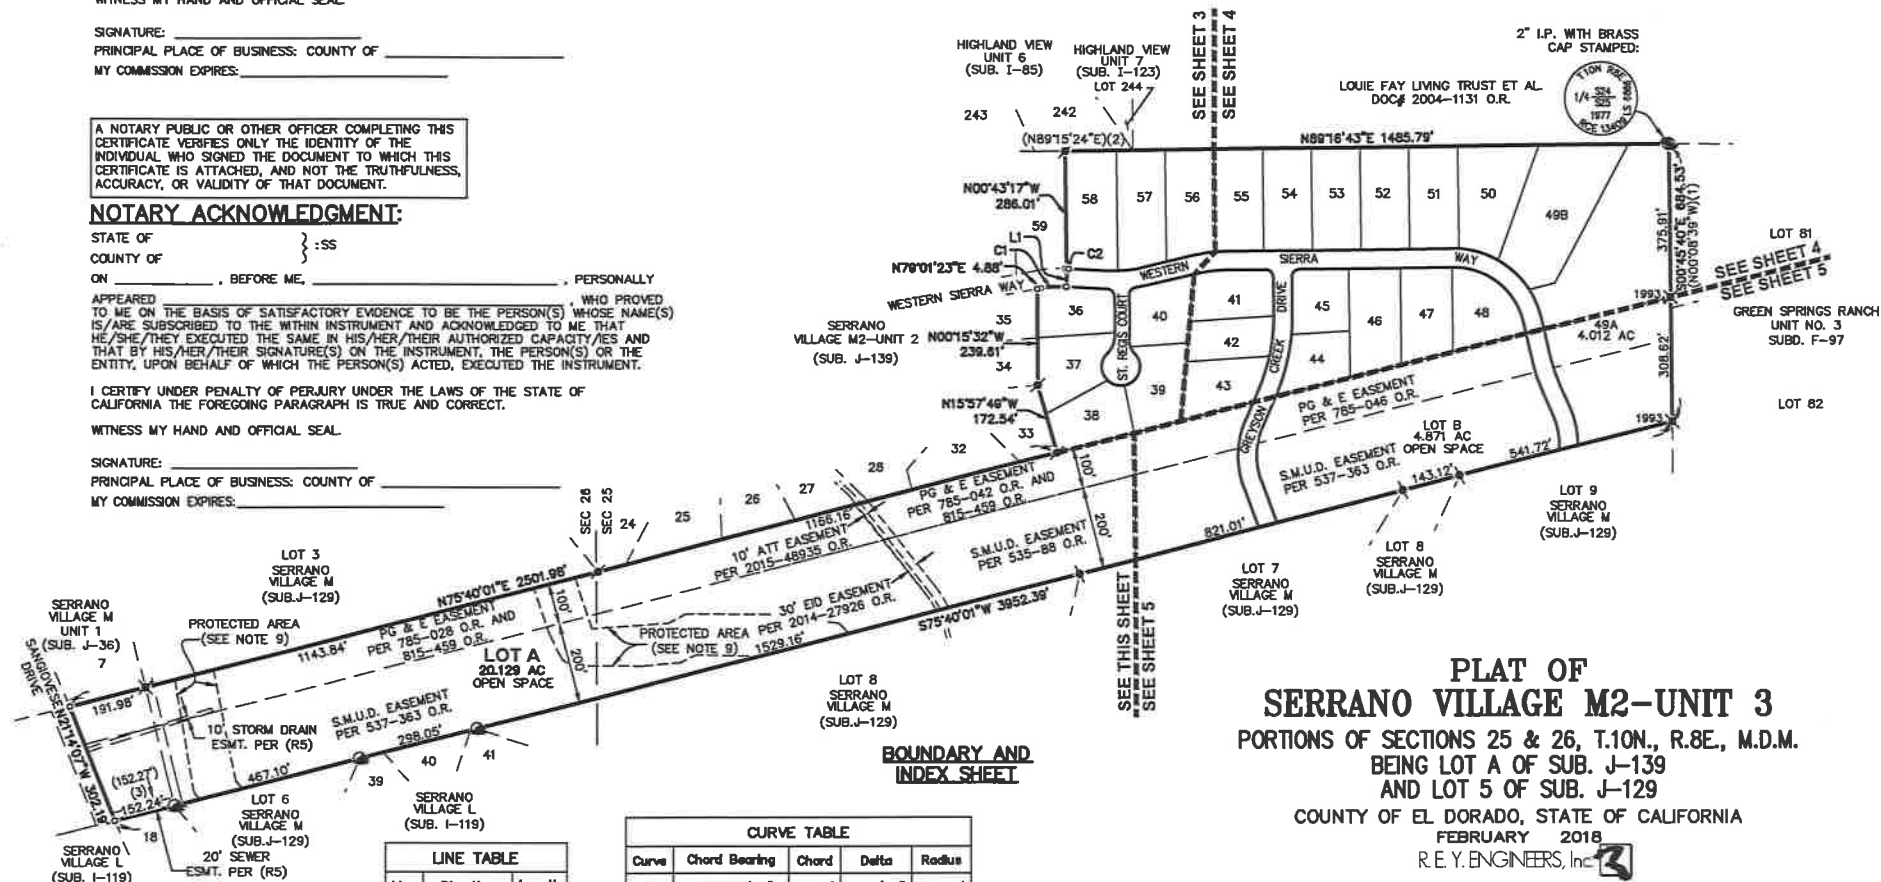 WITNESS MY HAND AND OFFICIAL SEAL.
SIGNATURE:
PRINCIPAL PLACE OF BUSINESS: COUNTY OF
MY COMMISSION EXPIRES:
A NOTARY PUBLIC OR OTHER OFFICER COMPLETING THIS
CERTIFICATE VERIFIES ONLY THE IDENTITY OF THE
INDIVIDUAL WHO SIGNED THE DOCUMENT TO WHICH THIS
CERTIFICATE IS ATTACHED, AND NOT THE TRUTHFULNESS,
ACCURACY, OR VALIDITY OF THAT DOCUMENT.
NOTARY ACKNOWLEDGMENT:
STATE OF
COUNTY OF
} :SS
ON , BEFORE ME, , PERSONALLY
APPEARED , WHO PROVED
TO ME ON THE BASIS OF SATISFACTORY EVIDENCE TO BE THE PERSON(S) WHOSE NAME(S)
IS/ARE SUBSCRIBED TO THE WITHIN INSTRUMENT AND ACKNOWLEDGED TO ME THAT
HE/SHE/THEY EXECUTED THE SAME IN HIS/HER/THEIR AUTHORIZED CAPACITY/IES AND
THAT BY HIS/HER/THEIR SIGNATURE(S) ON THE INSTRUMENT, THE PERSON(S) OR THE
ENTITY, UPON BEHALF OF WHICH THE PERSON(S) ACTED, EXECUTED THE INSTRUMENT.
I CERTIFY UNDER PENALTY OF PERJURY UNDER THE LAWS OF THE STATE OF
CALIFORNIA THE FOREGOING PARAGRAPH IS TRUE AND CORRECT.
WITNESS MY HAND AND OFFICIAL SEAL.
SIGNATURE:
PRINCIPAL PLACE OF BUSINESS: COUNTY OF
MY COMMISSION EXPIRES:
HIGHLAND VIEW
UNIT 6
(SUB. I-85)
HIGHLAND VIEW
UNIT 7
(SUB. I-123)
LOT 244
243
242
SEE SHEET 3
SEE SHEET 4
2" I.P. WITH BRASS
CAP STAMPED:
T10N R8E
1/4 S24
S25
1977
RCE 13409
LOUIE FAY LIVING TRUST ET AL
DOC# 2004-1131 O.R.
(N89°15'24"E)(2)
N89°16'43"E 1485.79'
N00°43'17"W
286.01'
58
57
56
55
54
53
52
51
50
49B
59
L1
C1
C2
375.91'
S00°45'40"E 684.53'
(N00°08'39"W)(1)
LOT 81
SEE SHEET 4
SEE SHEET 5
GREEN SPRINGS RANCH
UNIT NO. 3
SUBD. F-97
LOT 82
N79°01'23"E 4.88'
WESTERN SIERRA WAY
WESTERN
SIERRA
WAY
1993
49A
4.012 AC
308.62'
1993
35
36
40
41
45
46
47
48
SERRANO
VILLAGE M2-UNIT 2
(SUB. J-139)
N00°15'32"W
239.61'
34
37
ST. REGIS COURT
42
DRIVE
CREEK
GREYSON
44
39
43
N15°57'49"W
172.54'
38
33
32
PG & E EASEMENT
PER 785-046 O.R.
LOT B
4.871 AC
OPEN SPACE
S.M.U.D. EASEMENT
PER 537-363 O.R.
143.12'
541.72'
821.01'
28
27
26
25
24
SEC 26
SEC 25
1166.16'
PG & E EASEMENT
PER 785-042 O.R. AND
815-459 O.R.
100'
200'
10' ATT EASEMENT
PER 2015-48935 O.R.
S.M.U.D. EASEMENT
PER 535-88 O.R.
30' EID EASEMENT
PER 2014-27926 O.R.
LOT 9
SERRANO
VILLAGE M
(SUB.J-129)
LOT 8
SERRANO
VILLAGE M
(SUB.J-129)
LOT 7
SERRANO
VILLAGE M
(SUB.J-129)
SEE THIS SHEET
SEE SHEET 5
LOT 3
SERRANO
VILLAGE M
(SUB.J-129)
N75°40'01"E 2501.98'
S75°40'01"W 3952.39'
SERRANO
VILLAGE M
UNIT 1
(SUB. J-36)
7
SANGIOVESE
DRIVE
PROTECTED AREA
(SEE NOTE 9)
1143.84'
PG & E EASEMENT
PER 785-028 O.R. AND
815-459 O.R.
100'
200'
PROTECTED AREA
(SEE NOTE 9)
1529.16'
LOT A
20.129 AC
OPEN SPACE
191.98'
N21°14'07"W 302.19'
10' STORM DRAIN
ESMT. PER (R5)
S.M.U.D. EASEMENT
PER 537-363 O.R.
298.05'
467.10'
(152.27')
(3)
152.24'
39
40
41
LOT 8
SERRANO
VILLAGE M
(SUB.J-129)
18
LOT 6
SERRANO
VILLAGE M
(SUB.J-129)
SERRANO
VILLAGE L
(SUB. I-119)
20' SEWER
ESMT. PER (R5)
SERRANO
VILLAGE L
(SUB. I-119)
BOUNDARY AND
INDEX SHEET
LINE TABLE
CURVE TABLE
Curve Chord Bearing Chord Delta Radius
PLAT OF
SERRANO VILLAGE M2-UNIT 3
PORTIONS OF SECTIONS 25 & 26, T.10N., R.8E., M.D.M.
BEING LOT A OF SUB. J-139
AND LOT 5 OF SUB. J-129
COUNTY OF EL DORADO, STATE OF CALIFORNIA
FEBRUARY 2018
R.E.Y. ENGINEERS, Inc.